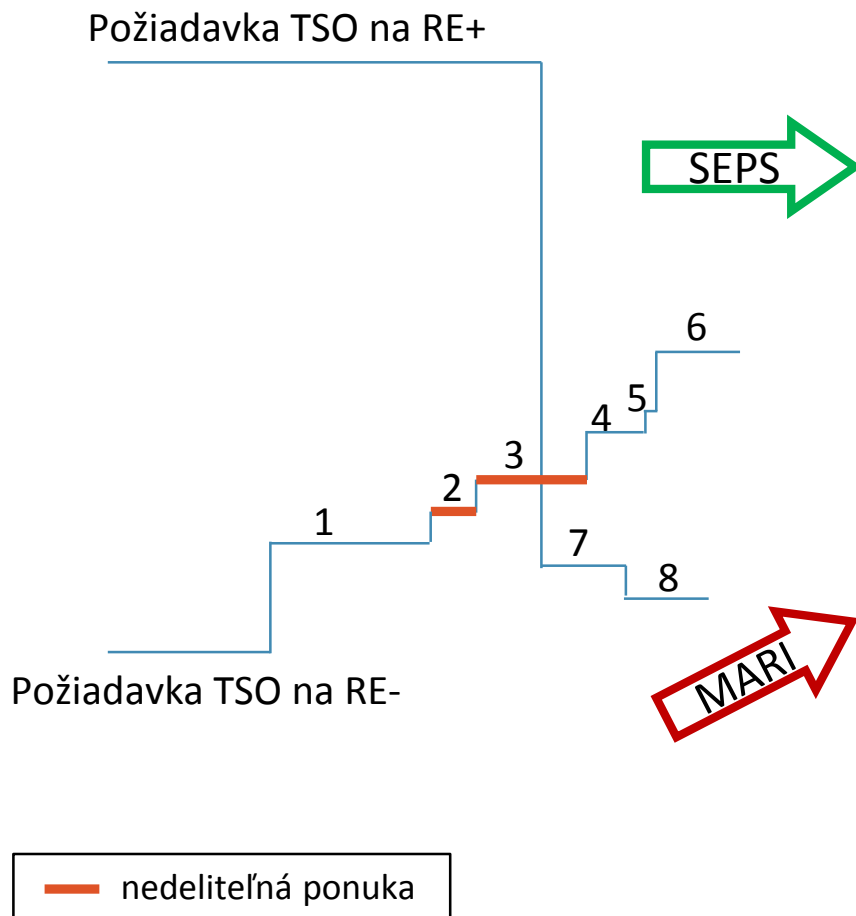 Požiadavka TSO na RE+
SEPS
6
5
4
3
2
1
7
8
MARI
Požiadavka TSO na RE-
nedeliteľná ponuka